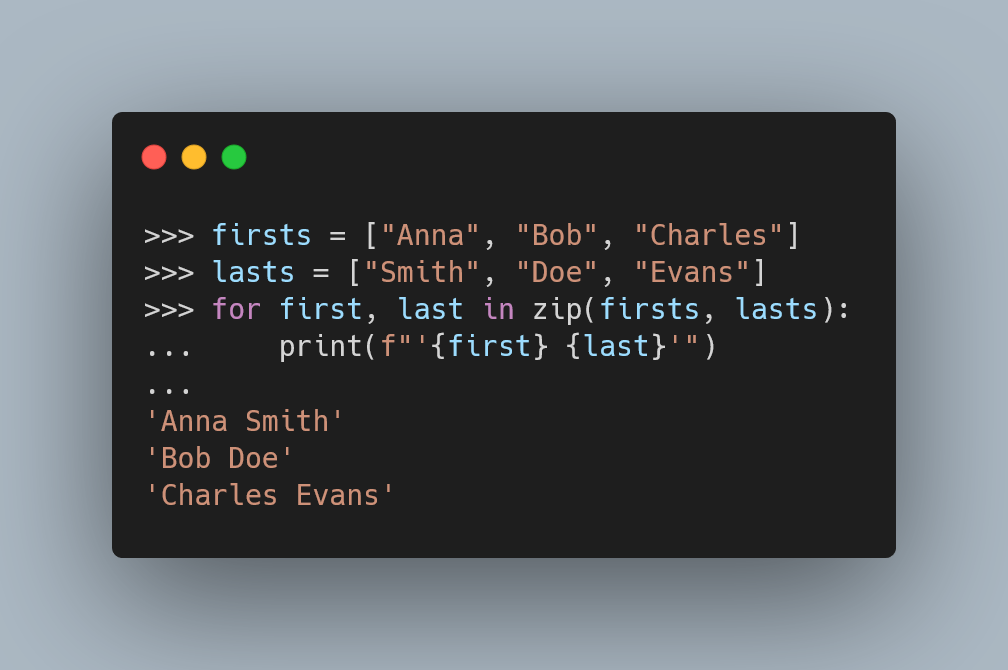 >>> firsts = ["Anna", "Bob", "Charles"]
>>> lasts = ["Smith", "Doe", "Evans"]
>>> for first, last in zip(firsts, lasts):
...     print(f"'{first} {last}'")
...
'Anna Smith'
'Bob Doe'
'Charles Evans'